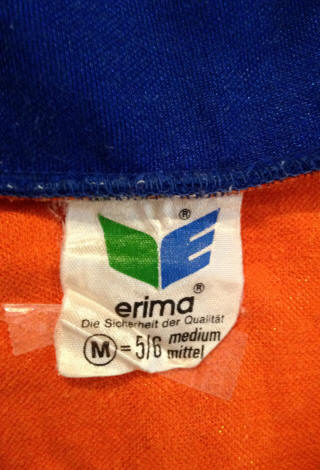 ®
erima ®
Die Sicherheit der Qualität
M = 5/6 medium
mittel